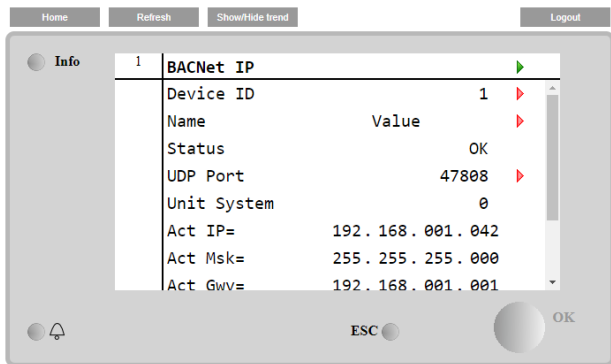 Home Refresh Show/Hide trend Logout
Info
1 BACNet IP
Device ID 1
Name Value
Status OK
UDP Port 47808
Unit System 0
Act IP= 192.168.001.042
Act Msk= 255.255.255.000
Act Gwy= 192.168.001.001
ESC OK